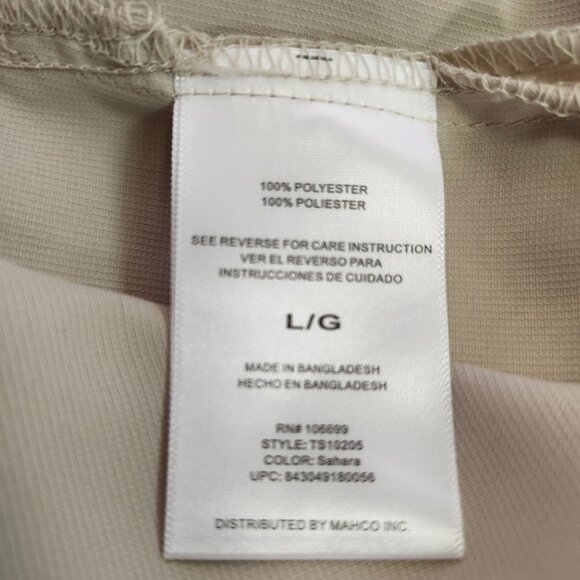 100% POLYESTER
100% POLIESTER
SEE REVERSE FOR CARE INSTRUCTION
VER EL REVERSO PARA
INSTRUCCIONES DE CUIDADO
L/G
MADE IN BANGLADESH
HECHO EN BANGLADESH
RN# 106699
STYLE: TS10205
COLOR: Sahara
UPC: 843049180056
DISTRIBUTED BY MAHCO INC.